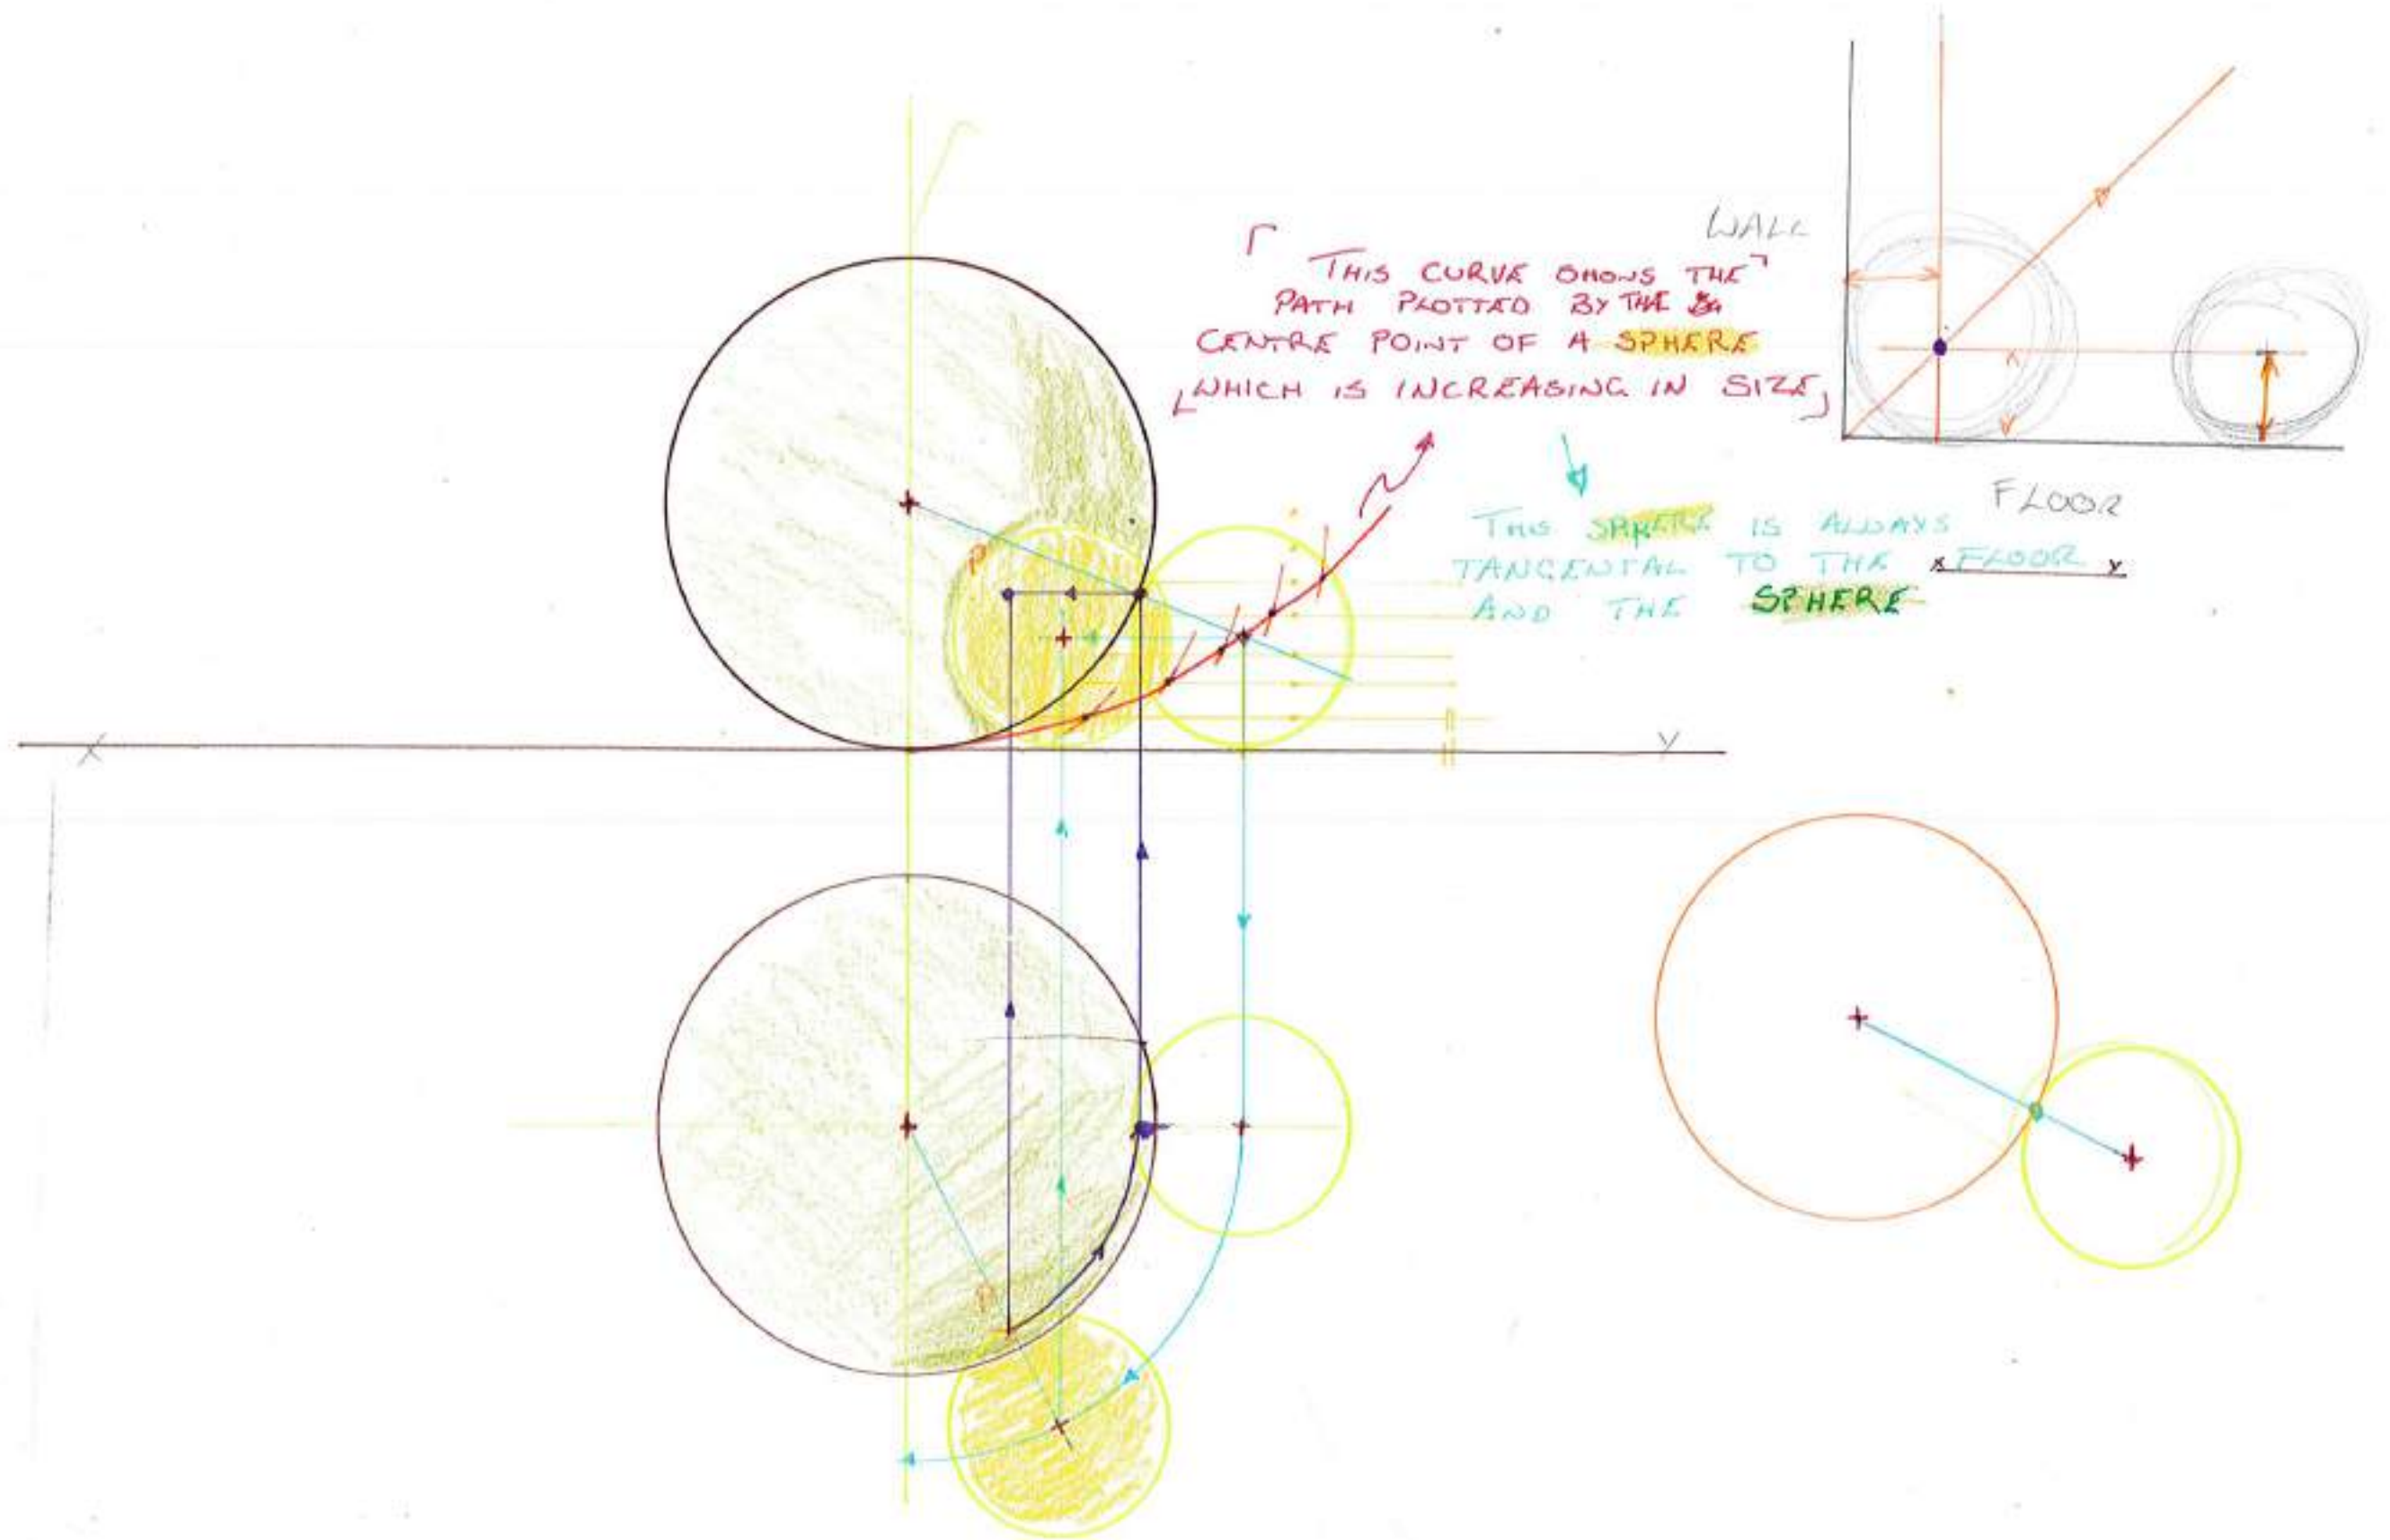 WALL
THIS CURVE SHOWS THE
PATH PLOTTED BY THE
CENTRE POINT OF A SPHERE
WHICH IS INCREASING IN SIZE
FLOOR
THIS SPHERE IS ALWAYS
TANGENTAL TO THE X FLOOR Y
AND THE SPHERE
P
X
Y
P